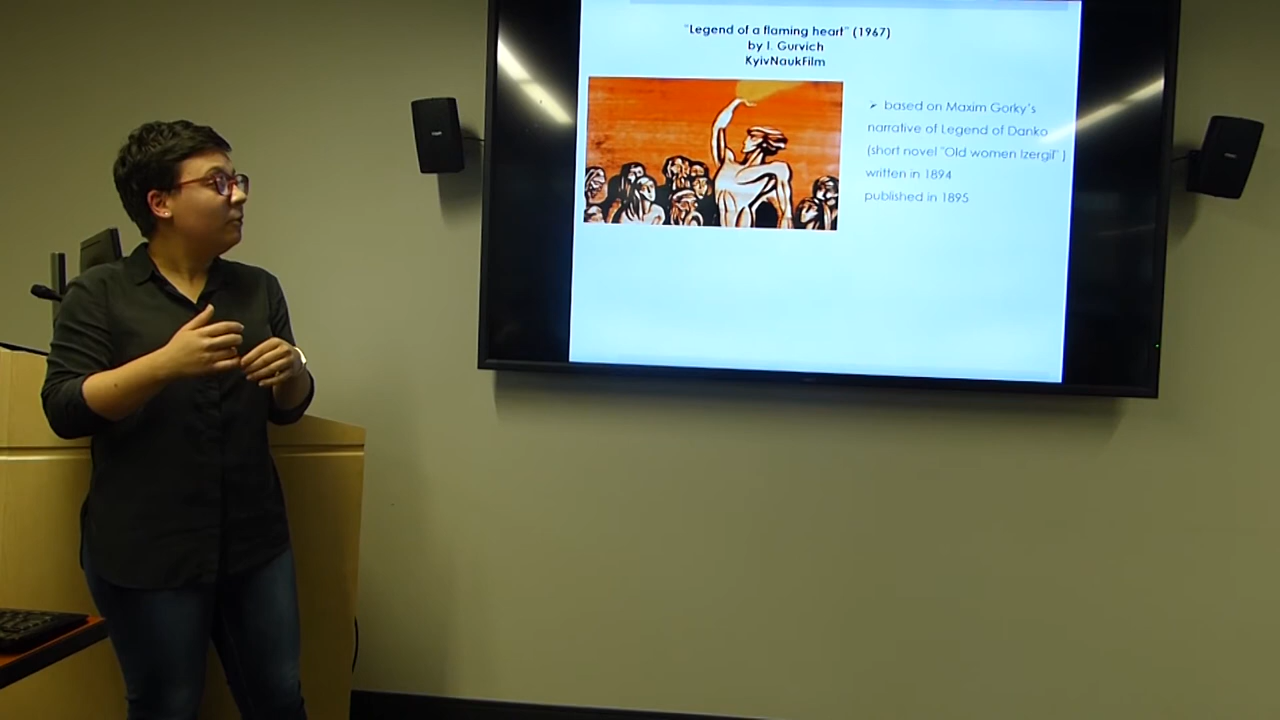 "Legend of a flaming heart" (1967)
by I. Gurvich
KyivNaukFilm
➢ based on Maxim Gorky's
narrative of Legend of Danko
(short novel "Old women Izergil" )
written in 1894
published in 1895